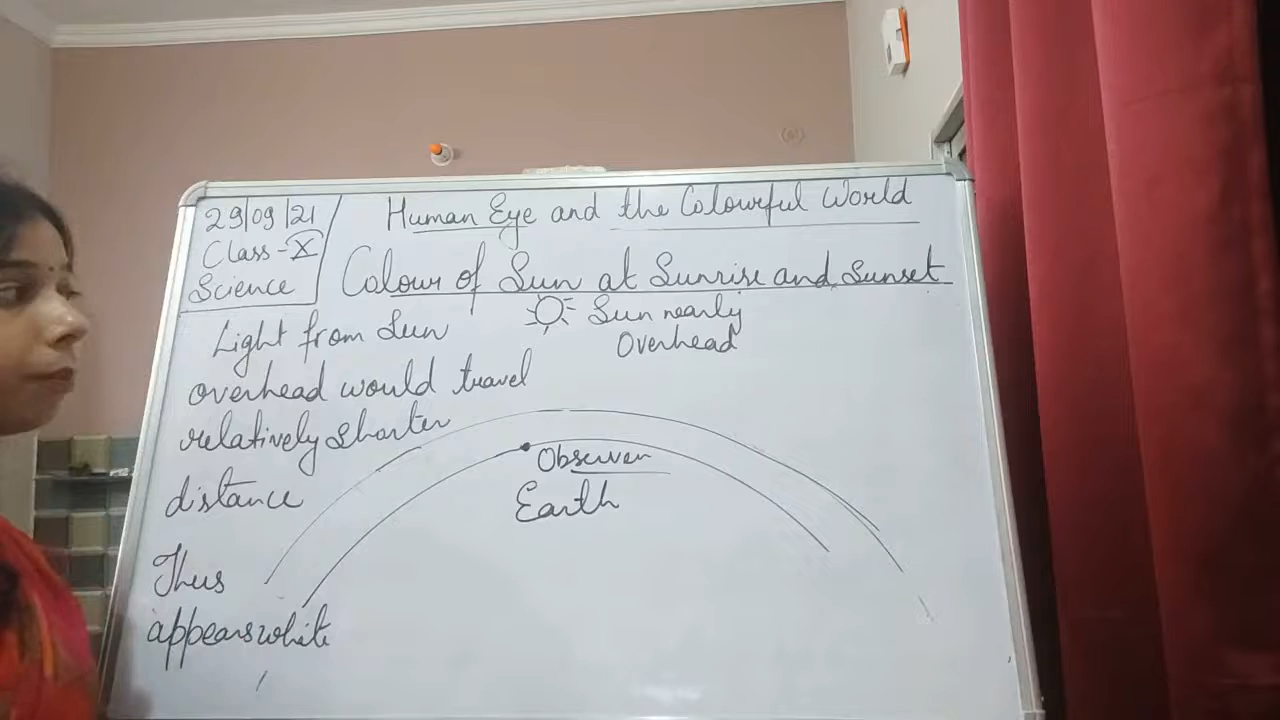 29/09/21
Class - X
Science
Human Eye and the Colourful World
Colour of Sun at Sunrise and Sunset
Light from Sun
overhead would travel
relatively shorter
distance
Thus
appears white
Sun nearly
Overhead
Observer
Earth